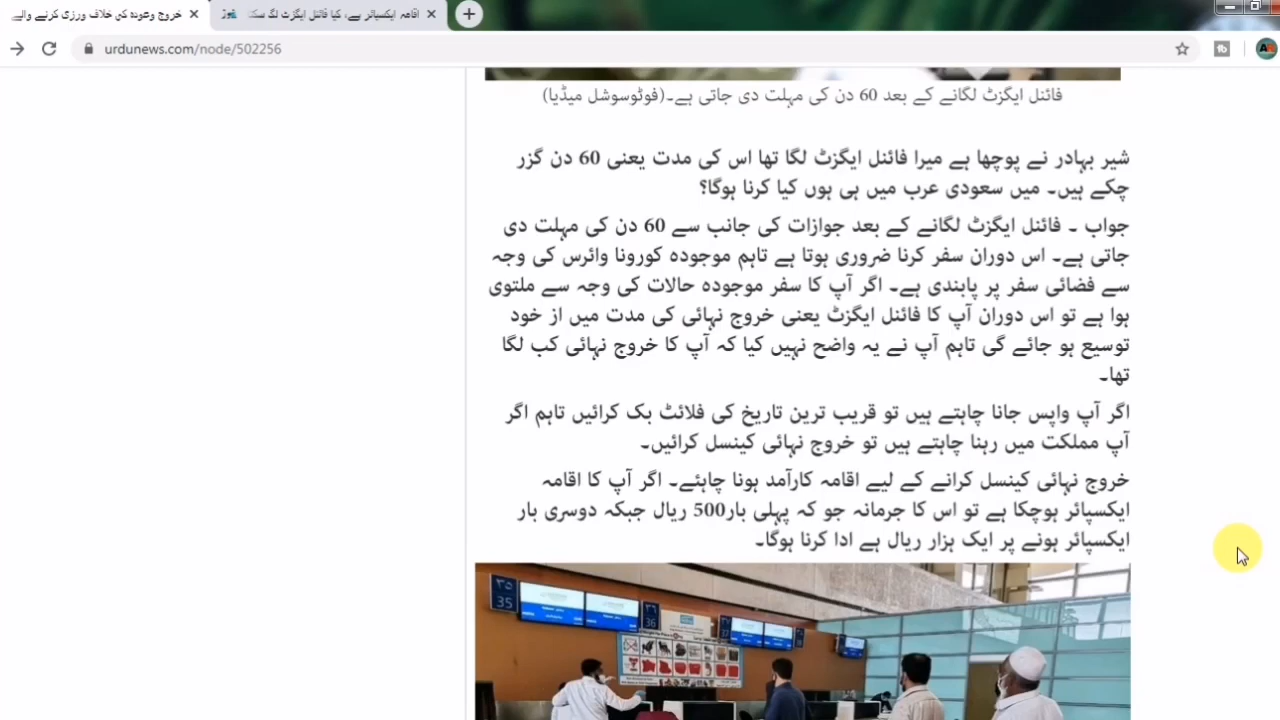 خروج وعودہ کی خلاف ورزی کرنے والے
اقامہ ایکسپائر ہے، کیا فائنل ایگزٹ لگ سکتا
urdunews.com/node/502256
فائنل ایگزٹ لگانے کے بعد 60 دن کی مہلت دی جاتی ہے۔(فوٹوسوشل میڈیا)
شیر بہادر نے پوچھا ہے میرا فائنل ایگزٹ لگا تھا اس کی مدت یعنی 60 دن گزر
چکے ہیں۔ میں سعودی عرب میں ہی ہوں کیا کرنا ہوگا؟
جواب ۔ فائنل ایگزٹ لگانے کے بعد جوازات کی جانب سے 60 دن کی مہلت دی
جاتی ہے۔ اس دوران سفر کرنا ضروری ہوتا ہے تاہم موجودہ کورونا وائرس کی وجہ
سے فضائی سفر پر پابندی ہے۔ اگر آپ کا سفر موجودہ حالات کی وجہ سے ملتوی
ہوا ہے تو اس دوران آپ کا فائنل ایگزٹ یعنی خروج نہائی کی مدت میں از خود
توسیع ہو جائے گی تاہم آپ نے یہ واضح نہیں کیا کہ آپ کا خروج نہائی کب لگا
تھا۔
اگر آپ واپس جانا چاہتے ہیں تو قریب ترین تاریخ کی فلائٹ بک کرائیں تاہم اگر
آپ مملکت میں رہنا چاہتے ہیں تو خروج نہائی کینسل کرائیں۔
خروج نہائی کینسل کرانے کے لیے اقامہ کارآمد ہونا چاہئے۔ اگر آپ کا اقامہ
ایکسپائر ہوچکا ہے تو اس کا جرمانہ جو کہ پہلی بار500 ریال جبکہ دوسری بار
ایکسپائر ہونے پر ایک ہزار ریال ہے ادا کرنا ہوگا۔
٣٥
35
٣٦
36